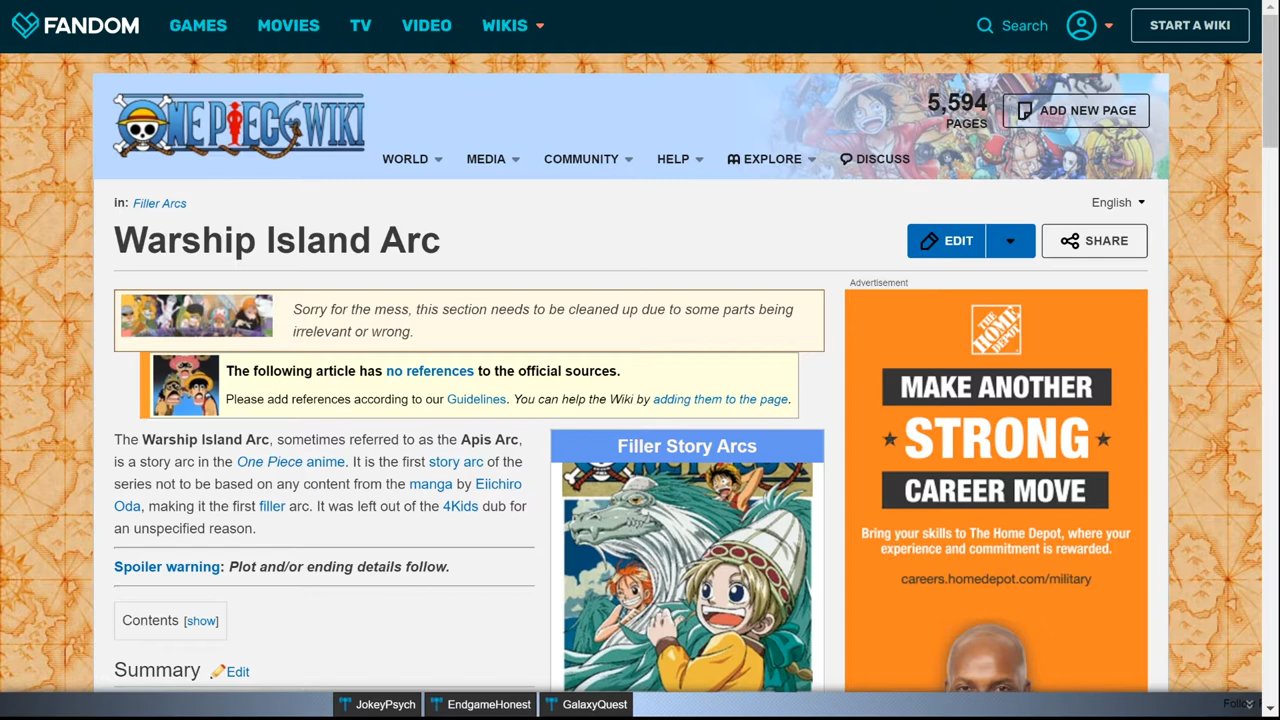 FANDOM GAMES MOVIES TV VIDEO WIKIS Search START A WIKI
ONE PIECE WIKI
5,594 PAGES
ADD NEW PAGE
WORLD MEDIA COMMUNITY HELP EXPLORE DISCUSS
in: Filler Arcs
English
Warship Island Arc
EDIT SHARE
Advertisement
Sorry for the mess, this section needs to be cleaned up due to some parts being
irrelevant or wrong.
The following article has no references to the official sources.
Please add references according to our Guidelines. You can help the Wiki by adding them to the page.
The Warship Island Arc, sometimes referred to as the Apis Arc,
is a story arc in the One Piece anime. It is the first story arc of the
series not to be based on any content from the manga by Eiichiro
Oda, making it the first filler arc. It was left out of the 4Kids dub for
an unspecified reason.
Spoiler warning: Plot and/or ending details follow.
Contents [show]
Summary Edit
Filler Story Arcs
THE HOME DEPOT
MAKE ANOTHER
STRONG
CAREER MOVE
Bring your skills to The Home Depot, where your
experience and commitment is rewarded.
careers.homedepot.com/military
JokeyPsych EndgameHonest GalaxyQuest